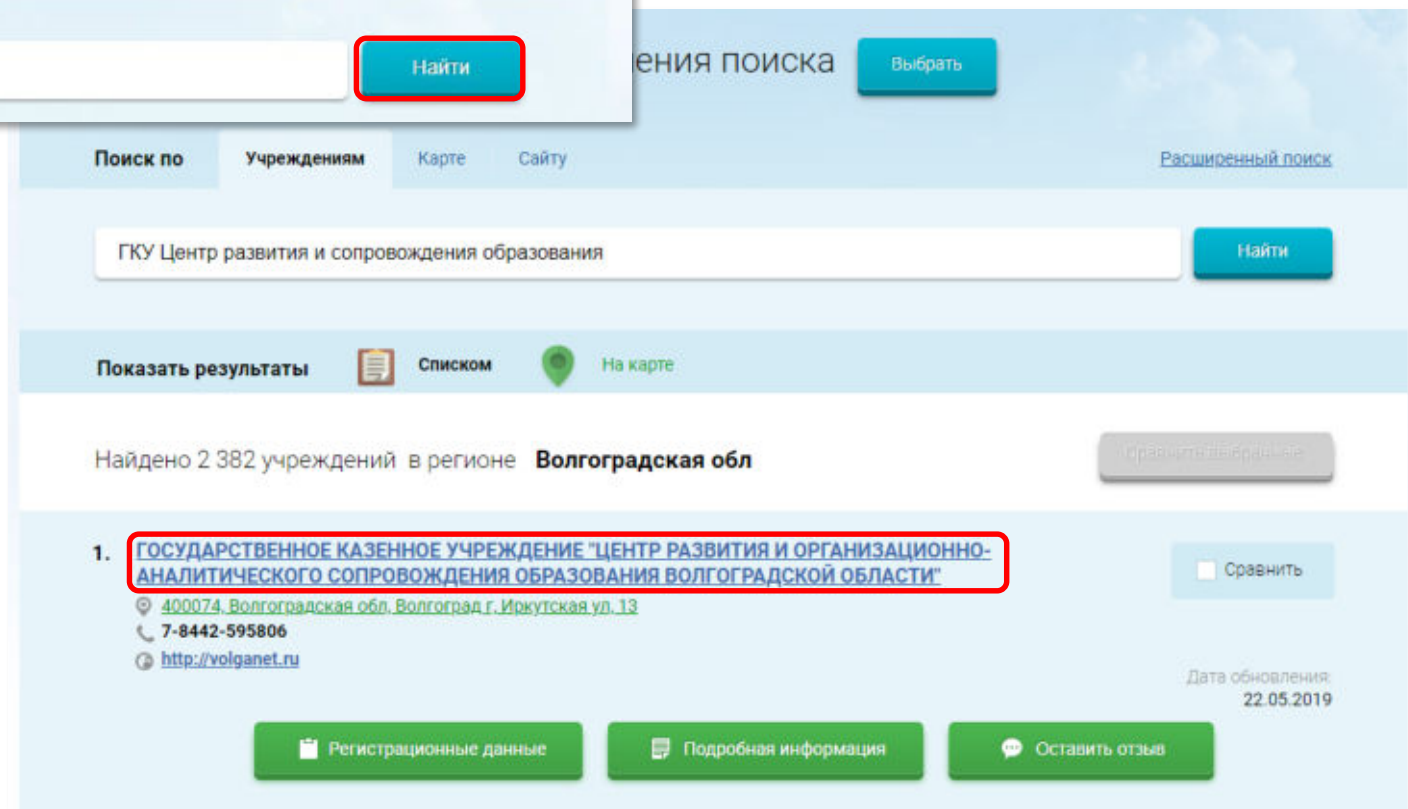 Найти
ения поиска Выбрать
Поиск по Учреждениям Карте Сайту Расширенный поиск
ГКУ Центр развития и сопровождения образования Найти
Показать результаты Списком На карте
Найдено 2 382 учреждений в регионе Волгоградская обл Сравнить выбранные
1. ГОСУДАРСТВЕННОЕ КАЗЕННОЕ УЧРЕЖДЕНИЕ "ЦЕНТР РАЗВИТИЯ И ОРГАНИЗАЦИОННО-
АНАЛИТИЧЕСКОГО СОПРОВОЖДЕНИЯ ОБРАЗОВАНИЯ ВОЛГОГРАДСКОЙ ОБЛАСТИ"
Сравнить
400074, Волгоградская обл, Волгоград г, Иркутская ул, 13
7-8442-595806
http://volganet.ru
Дата обновления:
22.05.2019
Регистрационные данные Подробная информация Оставить отзыв